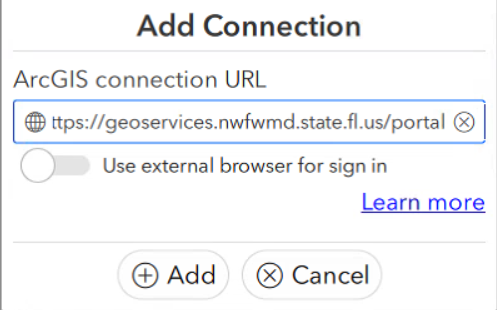 Add Connection
ArcGIS connection URL
ttps://geoservices.nwfwmd.state.fl.us/portal
Use external browser for sign in
Learn more
Add Cancel